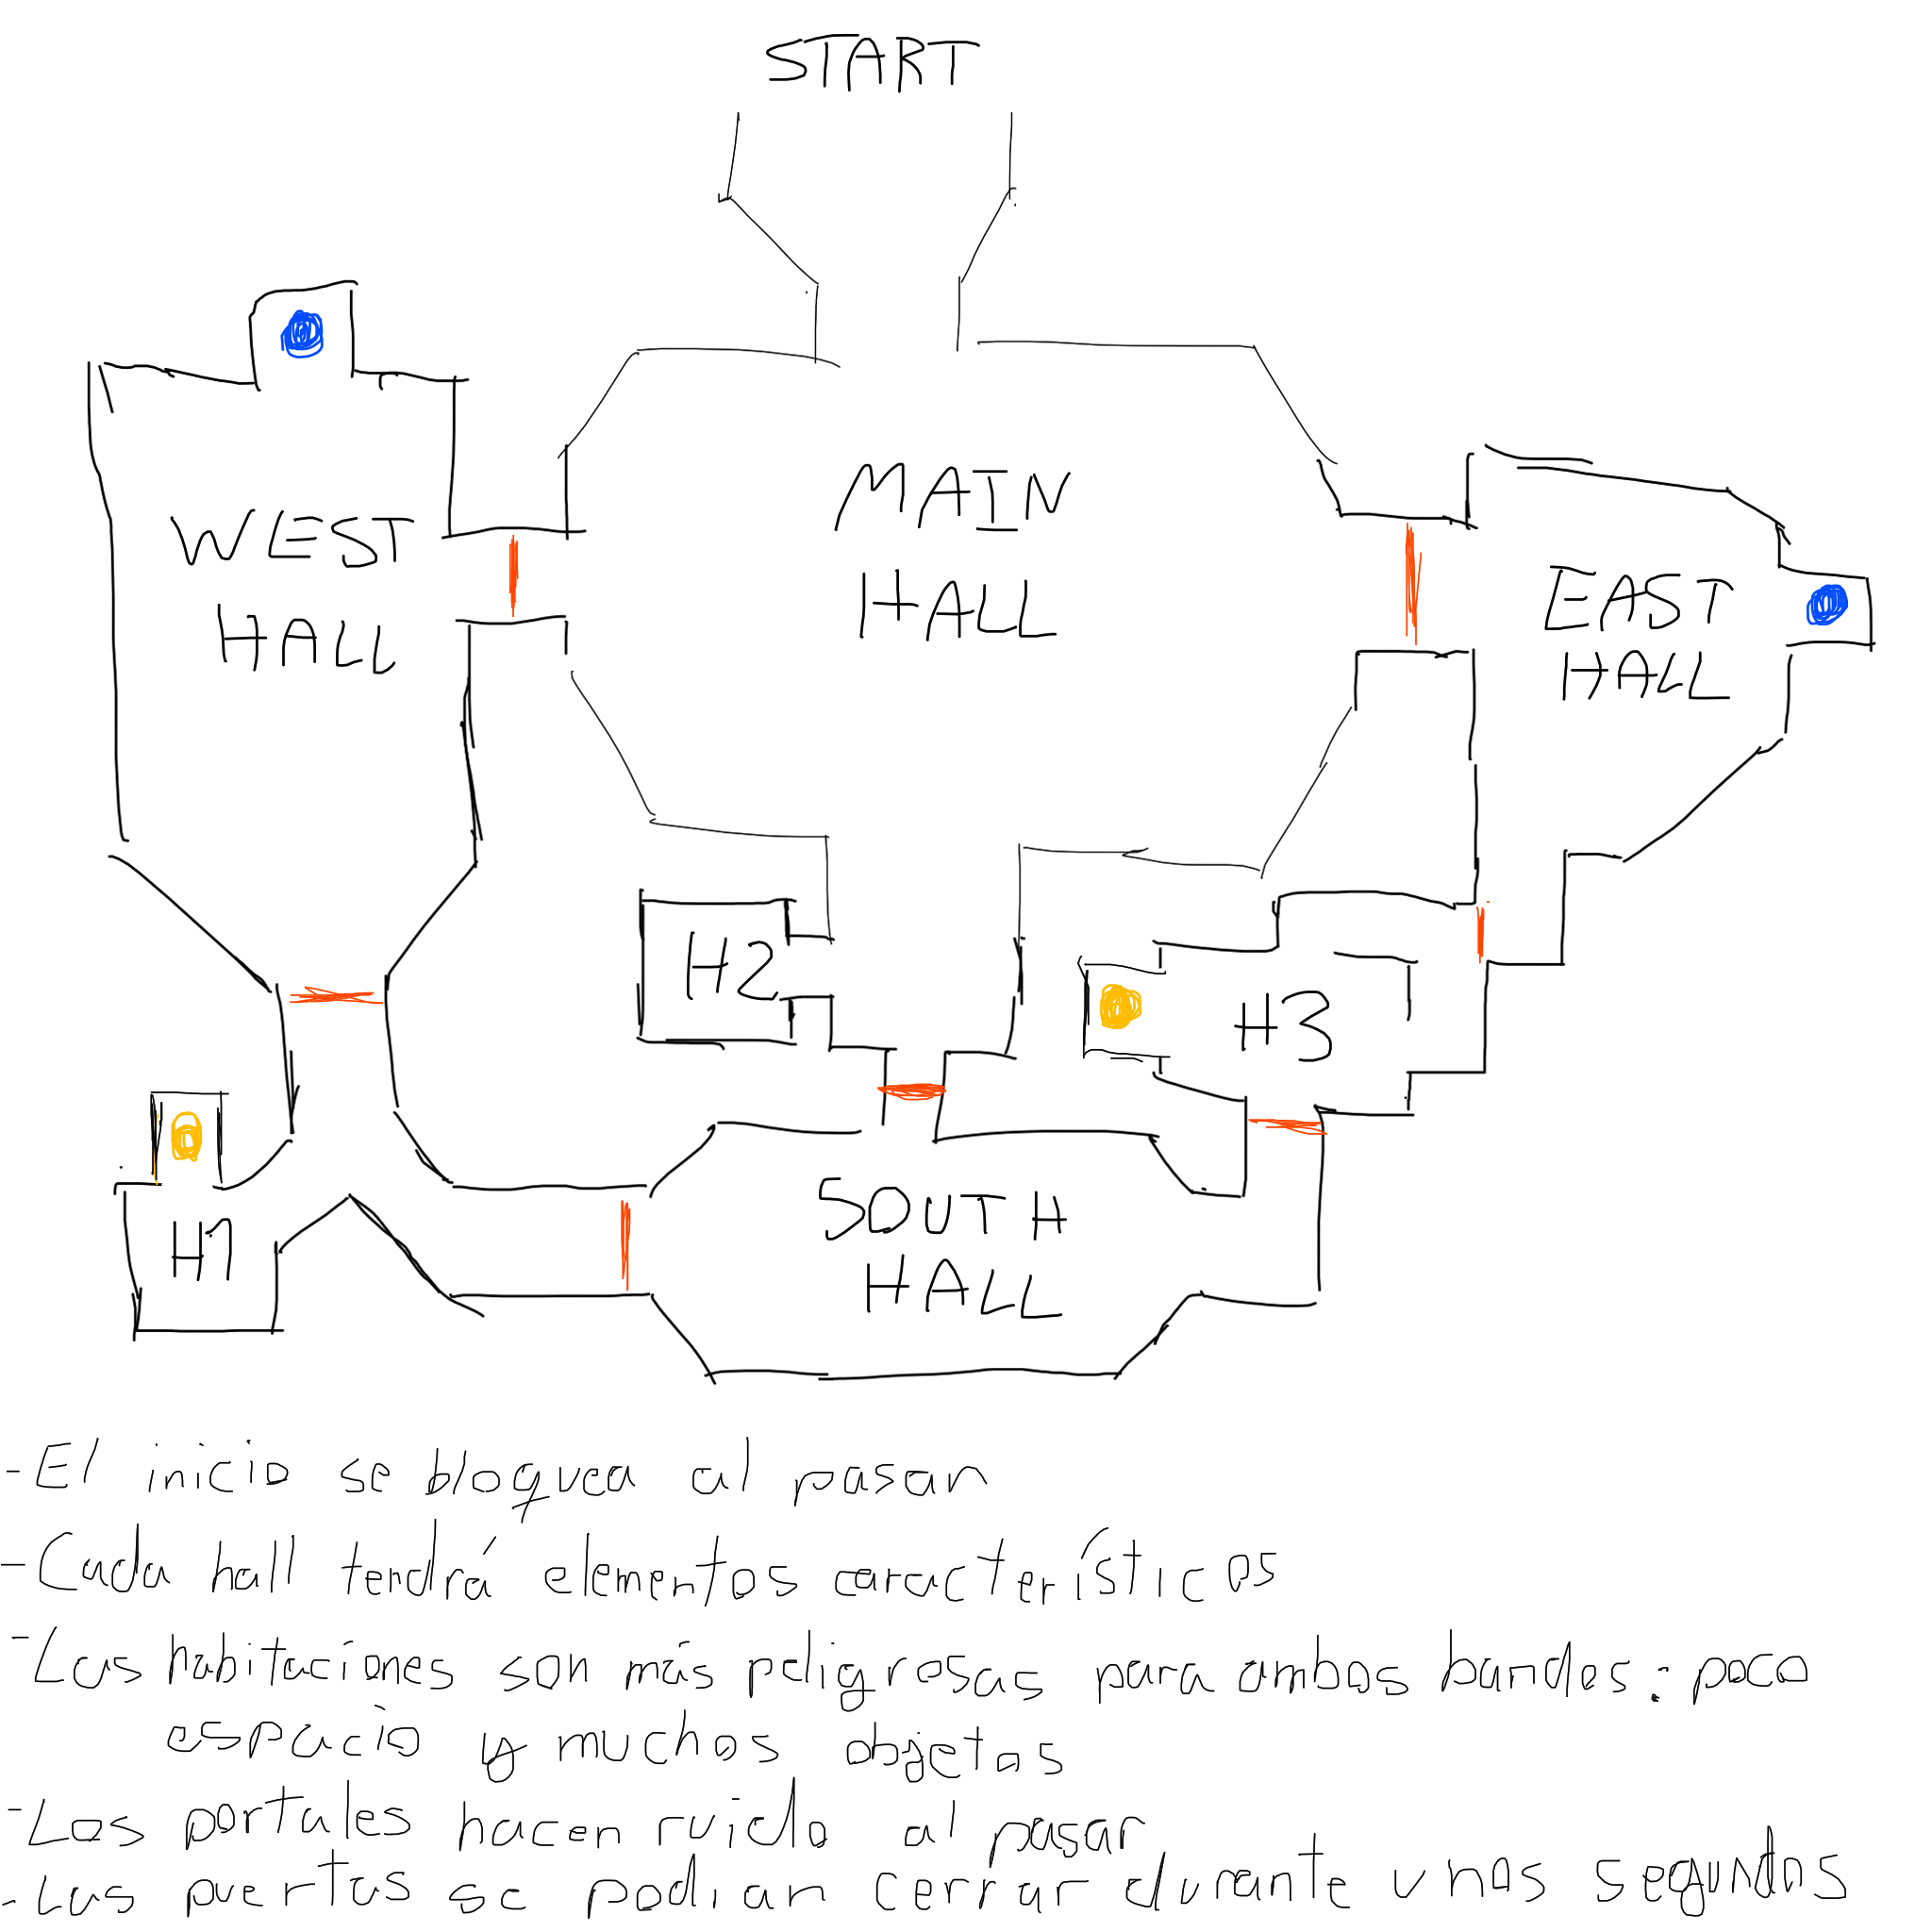 START
MAIN
HALL
WEST
HALL
EAST
HALL
H2
H3
H1
SOUTH
HALL
-El inicio se bloquea al pasar
-Cada hall tendrá elementos característicos
-Las habitaciones son más peligrosas para ambos bandos: poco
espacio y muchos objetos
-Los portales hacen ruido al pasar
-Las puertas se podian cerrar durante unos segundos